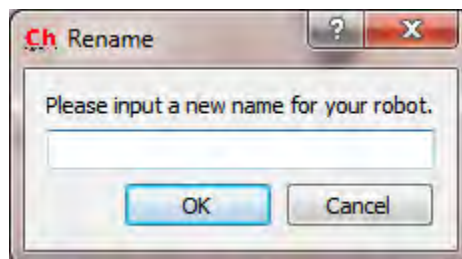 Ch Rename
? X
Please input a new name for your robot.
OK
Cancel